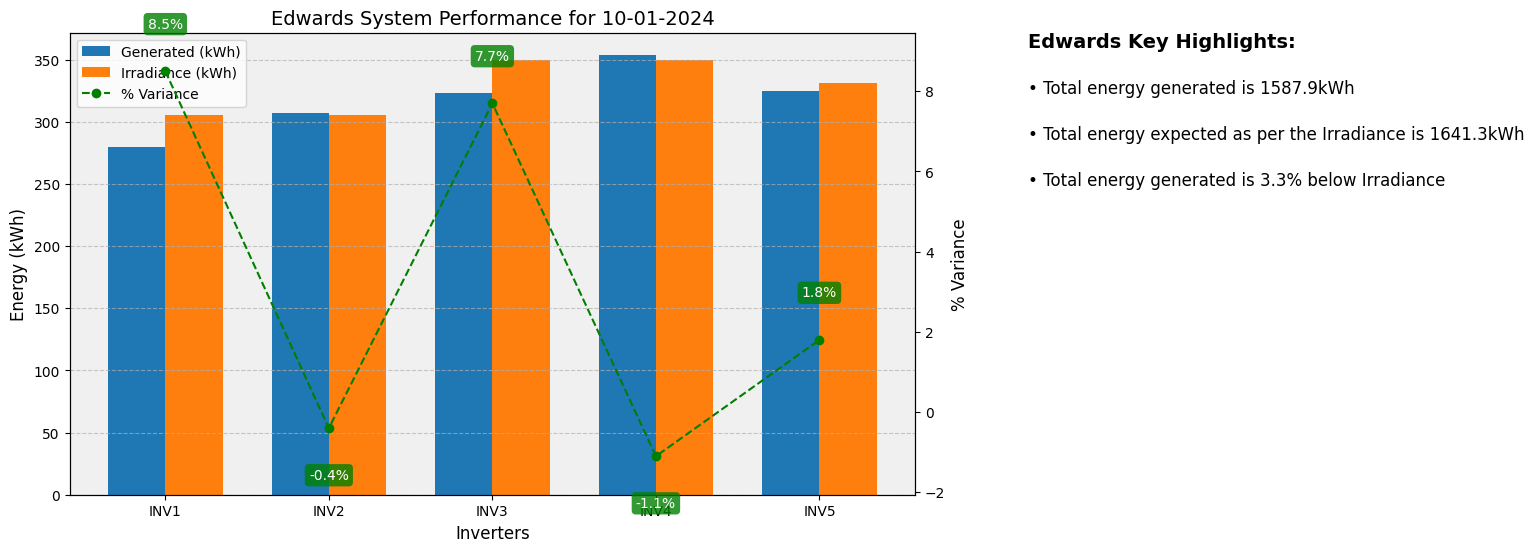 Edwards System Performance for 10-01-2024
8.5%
-0.4%
7.7%
-1.1%
1.8%
Generated (kWh)
Irradiance (kWh)
% Variance
Energy (kWh)
350
300
250
200
150
100
50
0
INV1
INV2
INV3
INV4
INV5
Inverters
8
6
4
2
0
−2
% Variance
Edwards Key Highlights:
• Total energy generated is 1587.9kWh
• Total energy expected as per the Irradiance is 1641.3kWh
• Total energy generated is 3.3% below Irradiance